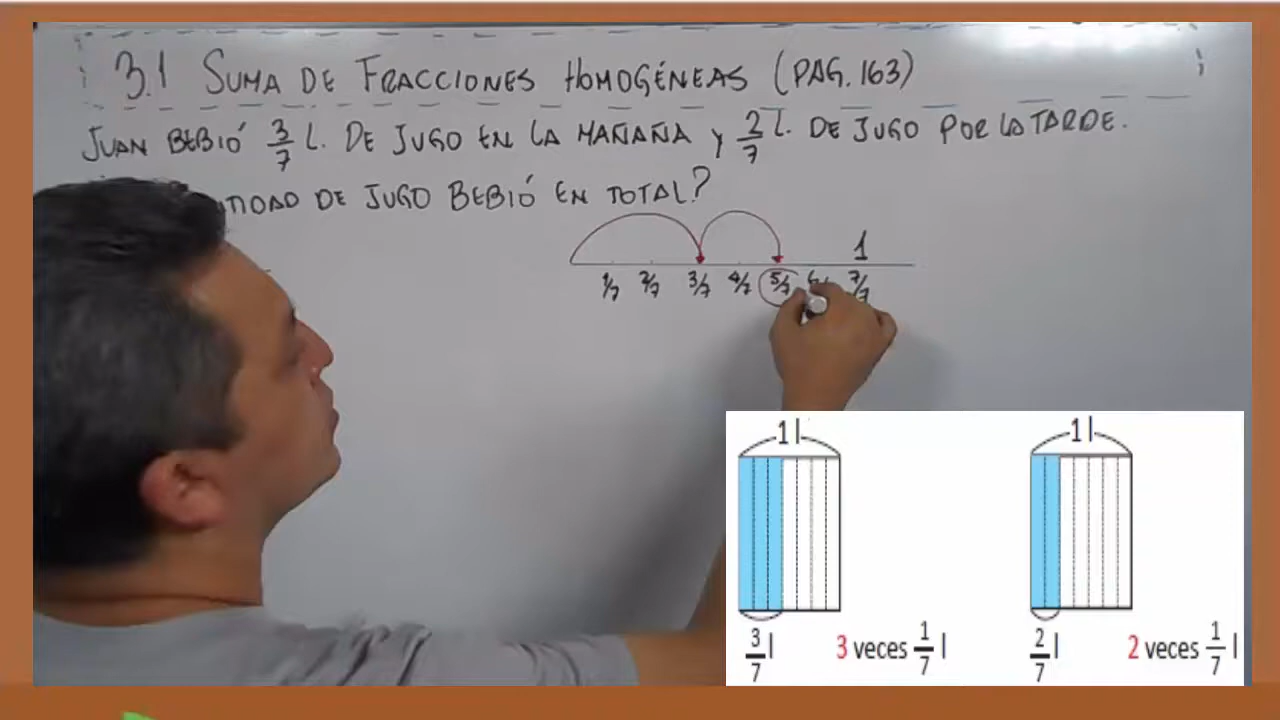 3.1 SUMA DE FRACCIONES HOMOGÉNEAS (PAG. 163)
JUAN BEBIÓ 3/7 l. DE JUGO EN LA MAÑAÑA Y 2/7 l. DE JUGO POR LA TARDE.
DE JUGO BEBIÓ EN TOTAL?
1
1/7 2/7 3/7 4/7 5/7 7/7
1 l 1 l
3/7 l 3 veces 1/7 l 2/7 l 2 veces 1/7 l